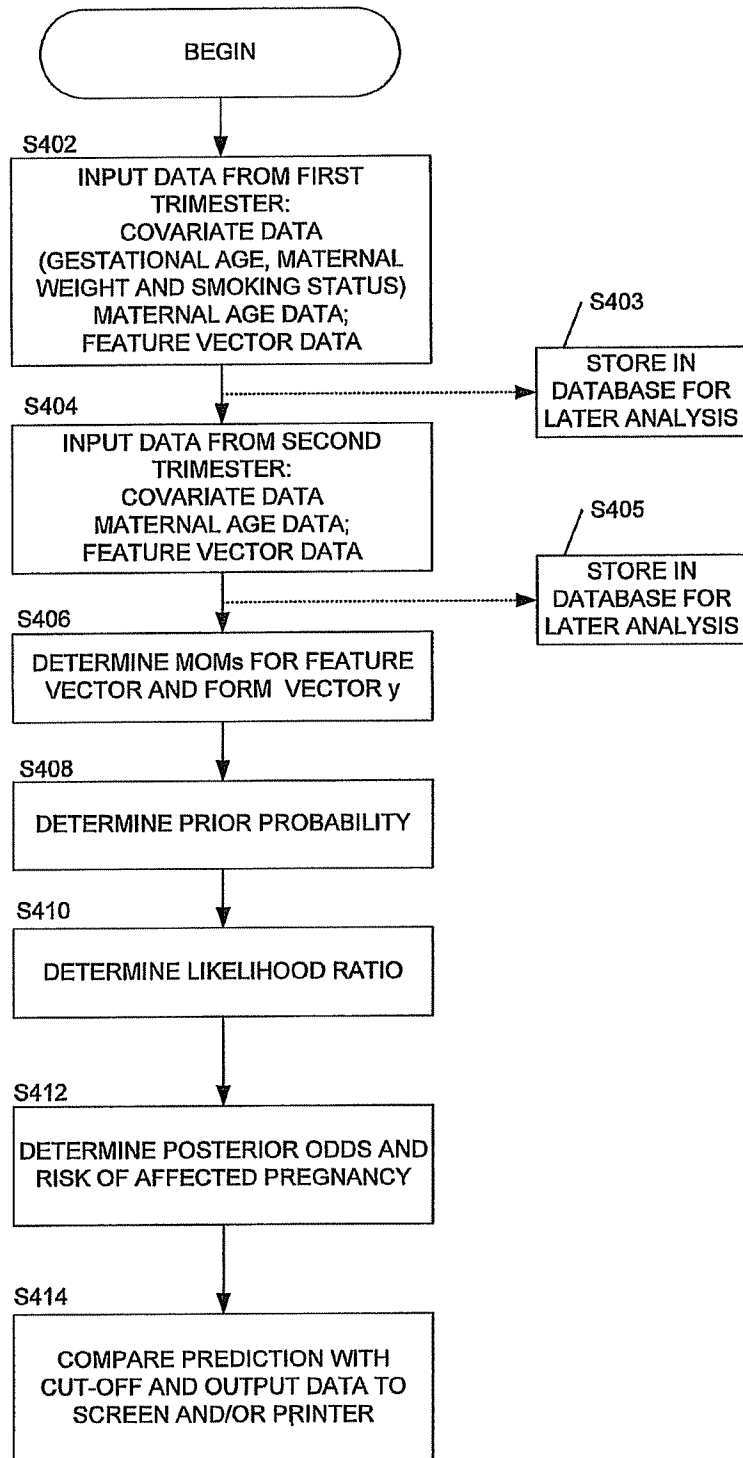 BEGIN
S402
INPUT DATA FROM FIRST
TRIMESTER:
COVARIATE DATA
(GESTATIONAL AGE, MATERNAL
WEIGHT AND SMOKING STATUS)
MATERNAL AGE DATA;
FEATURE VECTOR DATA
S403
STORE IN
DATABASE FOR
LATER ANALYSIS
S404
INPUT DATA FROM SECOND
TRIMESTER:
COVARIATE DATA
MATERNAL AGE DATA;
FEATURE VECTOR DATA
S405
STORE IN
DATABASE FOR
LATER ANALYSIS
S406
DETERMINE MOMs FOR FEATURE
VECTOR AND FORM VECTOR y
S408
DETERMINE PRIOR PROBABILITY
S410
DETERMINE LIKELIHOOD RATIO
S412
DETERMINE POSTERIOR ODDS AND
RISK OF AFFECTED PREGNANCY
S414
COMPARE PREDICTION WITH
CUT-OFF AND OUTPUT DATA TO
SCREEN AND/OR PRINTER